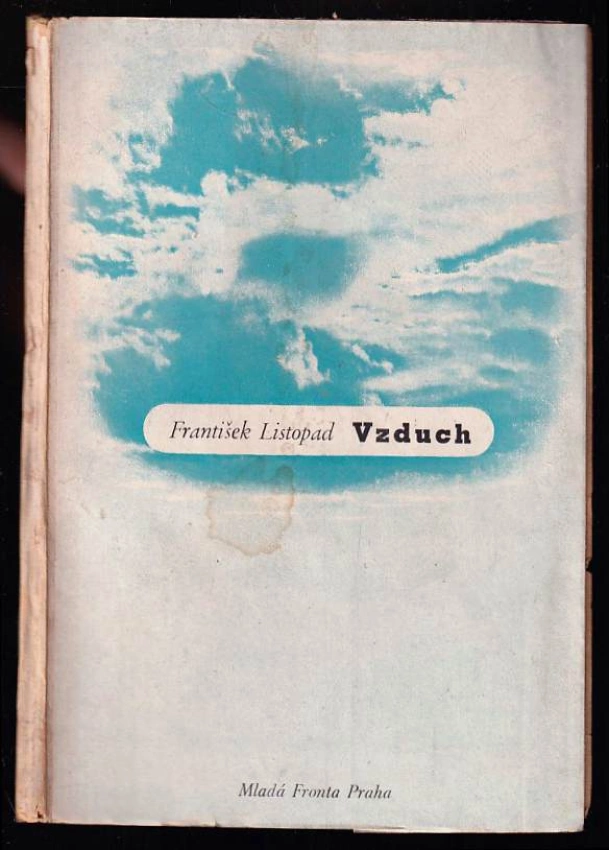 František Listopad Vzduch
Mladá Fronta Praha